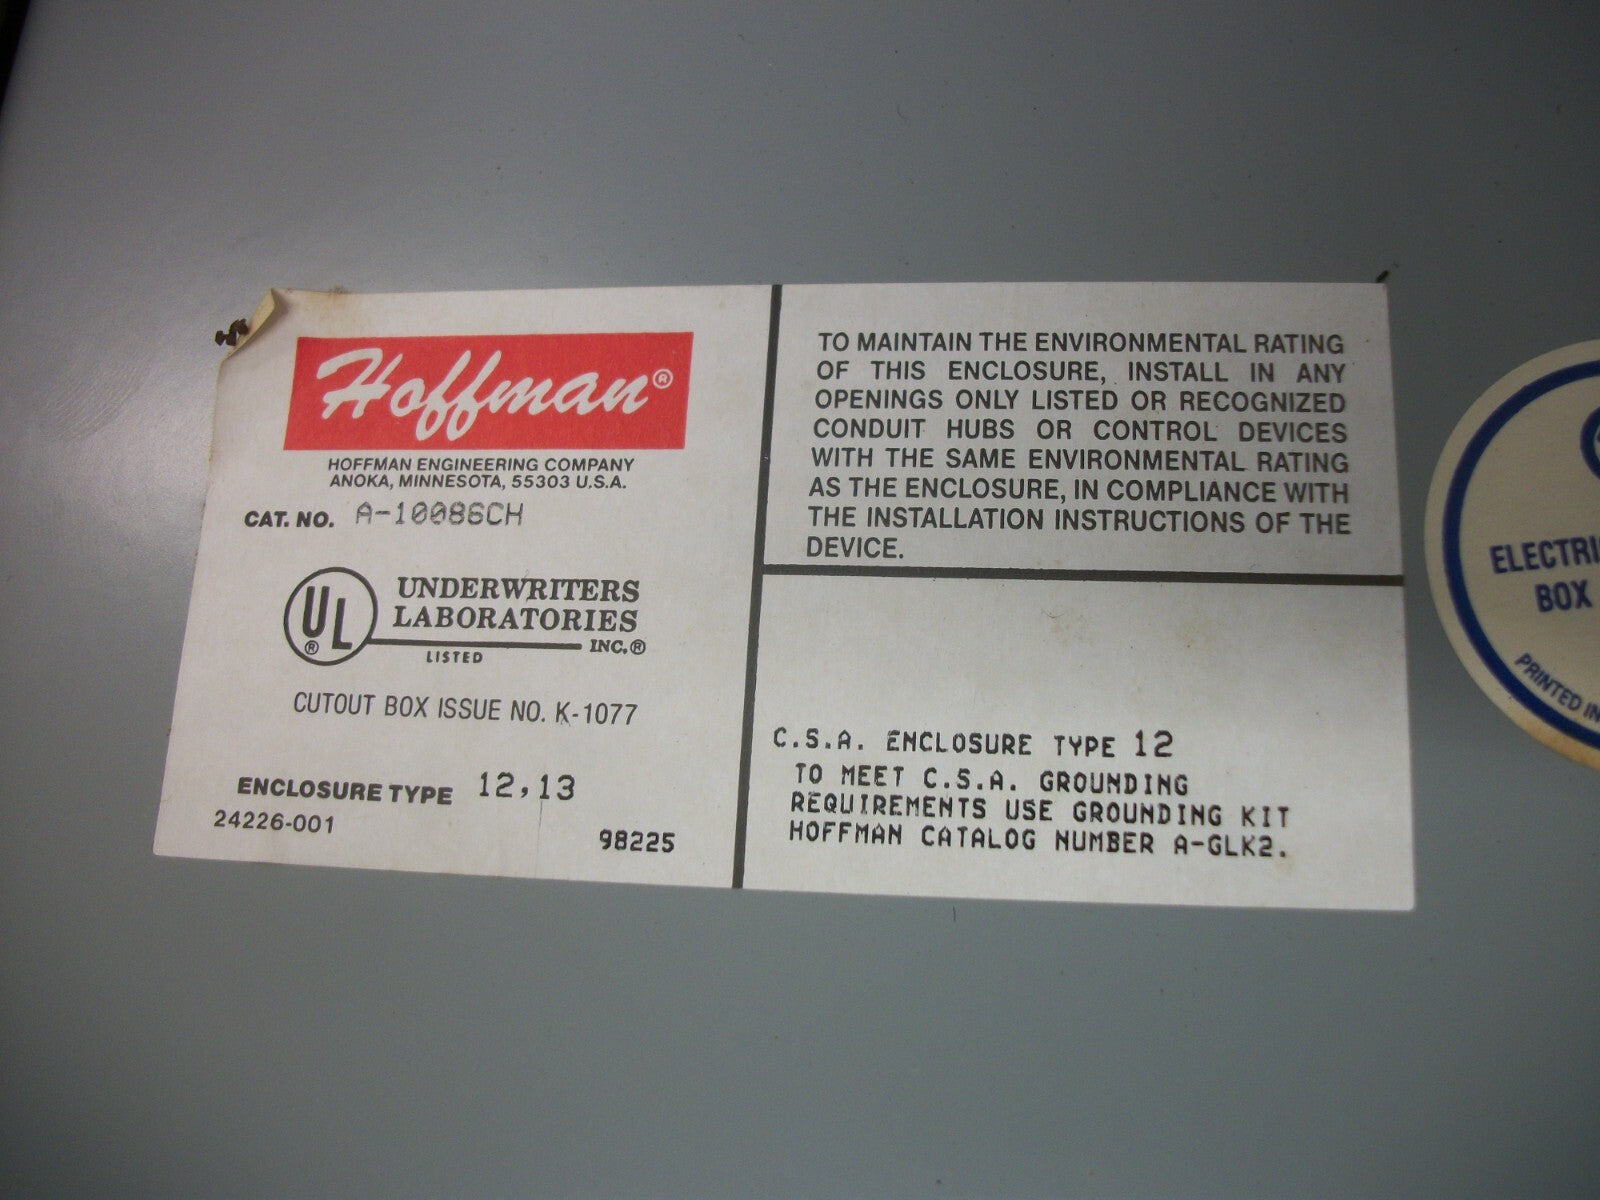 Hoffman®
HOFFMAN ENGINEERING COMPANY
ANOKA, MINNESOTA, 55303 U.S.A.
CAT. NO. A-10086CH
UL®
UNDERWRITERS
LABORATORIES
INC.®
LISTED
CUTOUT BOX ISSUE NO. K-1077
ENCLOSURE TYPE 12,13
24226-001
98225
TO MAINTAIN THE ENVIRONMENTAL RATING
OF THIS ENCLOSURE, INSTALL IN ANY
OPENINGS ONLY LISTED OR RECOGNIZED
CONDUIT HUBS OR CONTROL DEVICES
WITH THE SAME ENVIRONMENTAL RATING
AS THE ENCLOSURE, IN COMPLIANCE WITH
THE INSTALLATION INSTRUCTIONS OF THE
DEVICE.
C.S.A. ENCLOSURE TYPE 12
TO MEET C.S.A. GROUNDING
REQUIREMENTS USE GROUNDING KIT
HOFFMAN CATALOG NUMBER A-GLK2.
ELECTRI
BOX
PRINTED IN